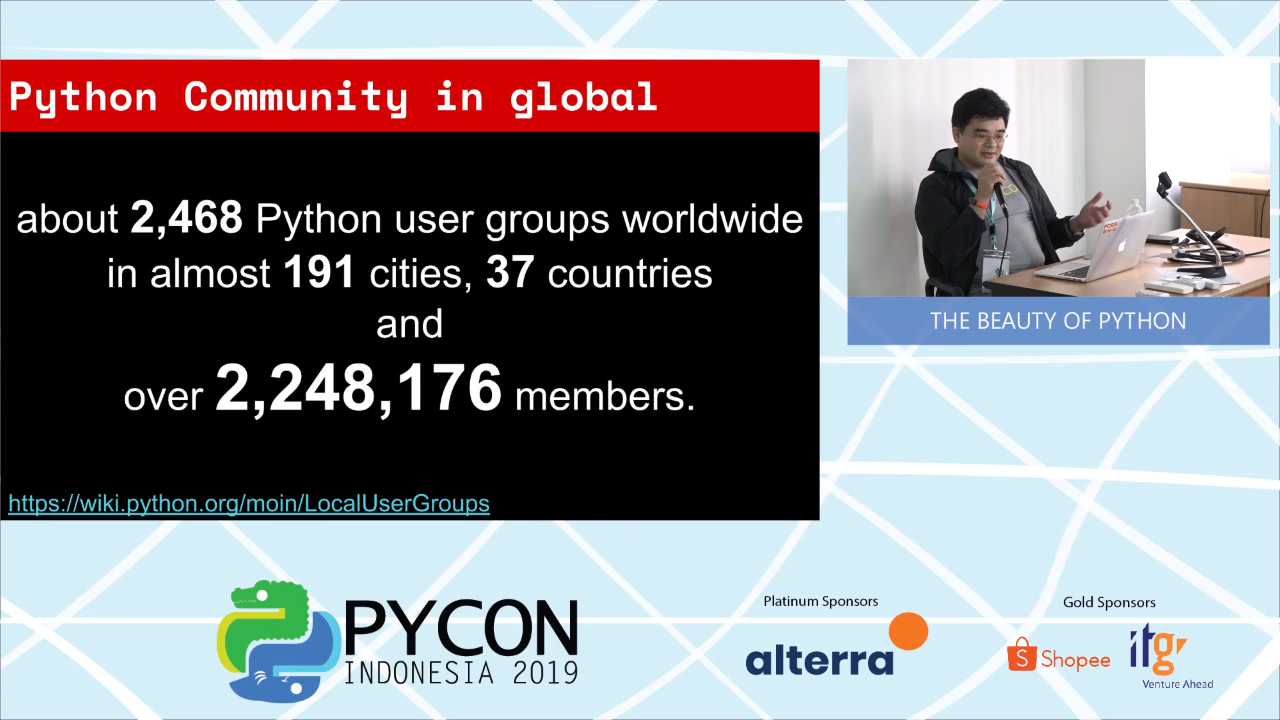 Python Community in global
about 2,468 Python user groups worldwide
in almost 191 cities, 37 countries
and
over 2,248,176 members.
https://wiki.python.org/moin/LocalUserGroups
THE BEAUTY OF PYTHON
PYCON
INDONESIA 2019
Platinum Sponsors
alterra
Gold Sponsors
Shopee
itg
Venture Ahead